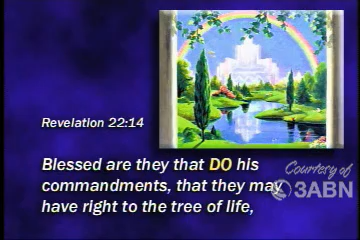 Revelation 22:14
Blessed are they that DO his
commandments, that they may
have right to the tree of life,
Courtesy of
3ABN